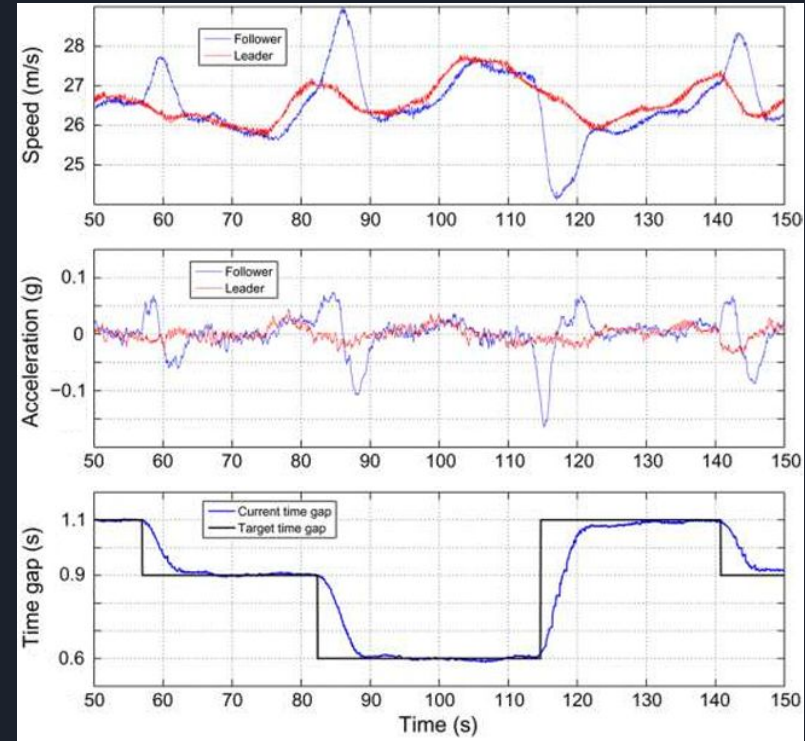 Speed (m/s)
28
27
26
25
Follower
Leader
50 60 70 80 90 100 110 120 130 140 150
Acceleration (g)
0.1
0
−0.1
Follower
Leader
50 60 70 80 90 100 110 120 130 140 150
Time gap (s)
1.1
0.9
0.6
Current time gap
Target time gap
50 60 70 80 90 100 110 120 130 140 150
Time (s)